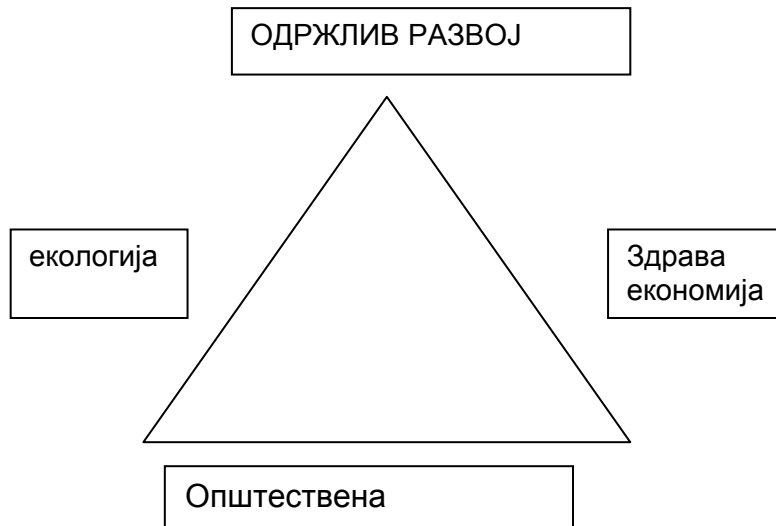 ОДРЖЛИВ РАЗВОЈ
екологија
Здрава
економија
Општествена